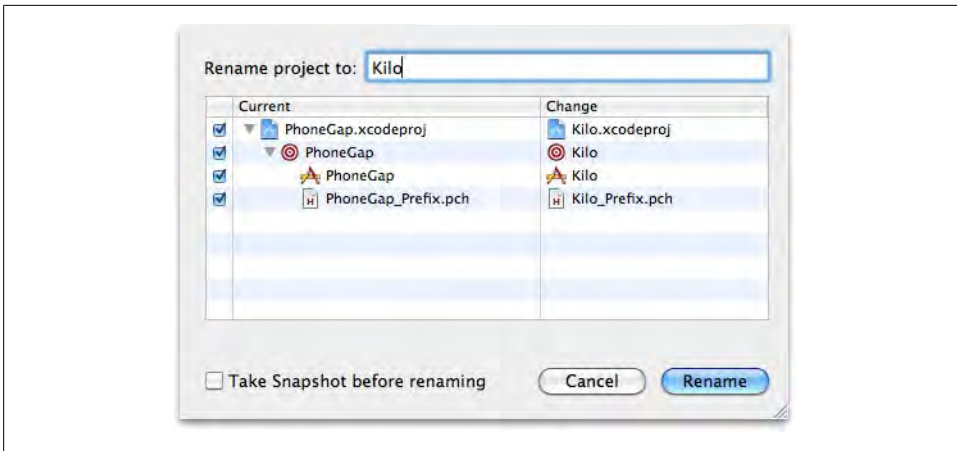 Rename project to: Kilo
Current Change
PhoneGap.xcodeproj Kilo.xcodeproj
PhoneGap Kilo
PhoneGap Kilo
H PhoneGap_Prefix.pch H Kilo_Prefix.pch
Take Snapshot before renaming Cancel Rename